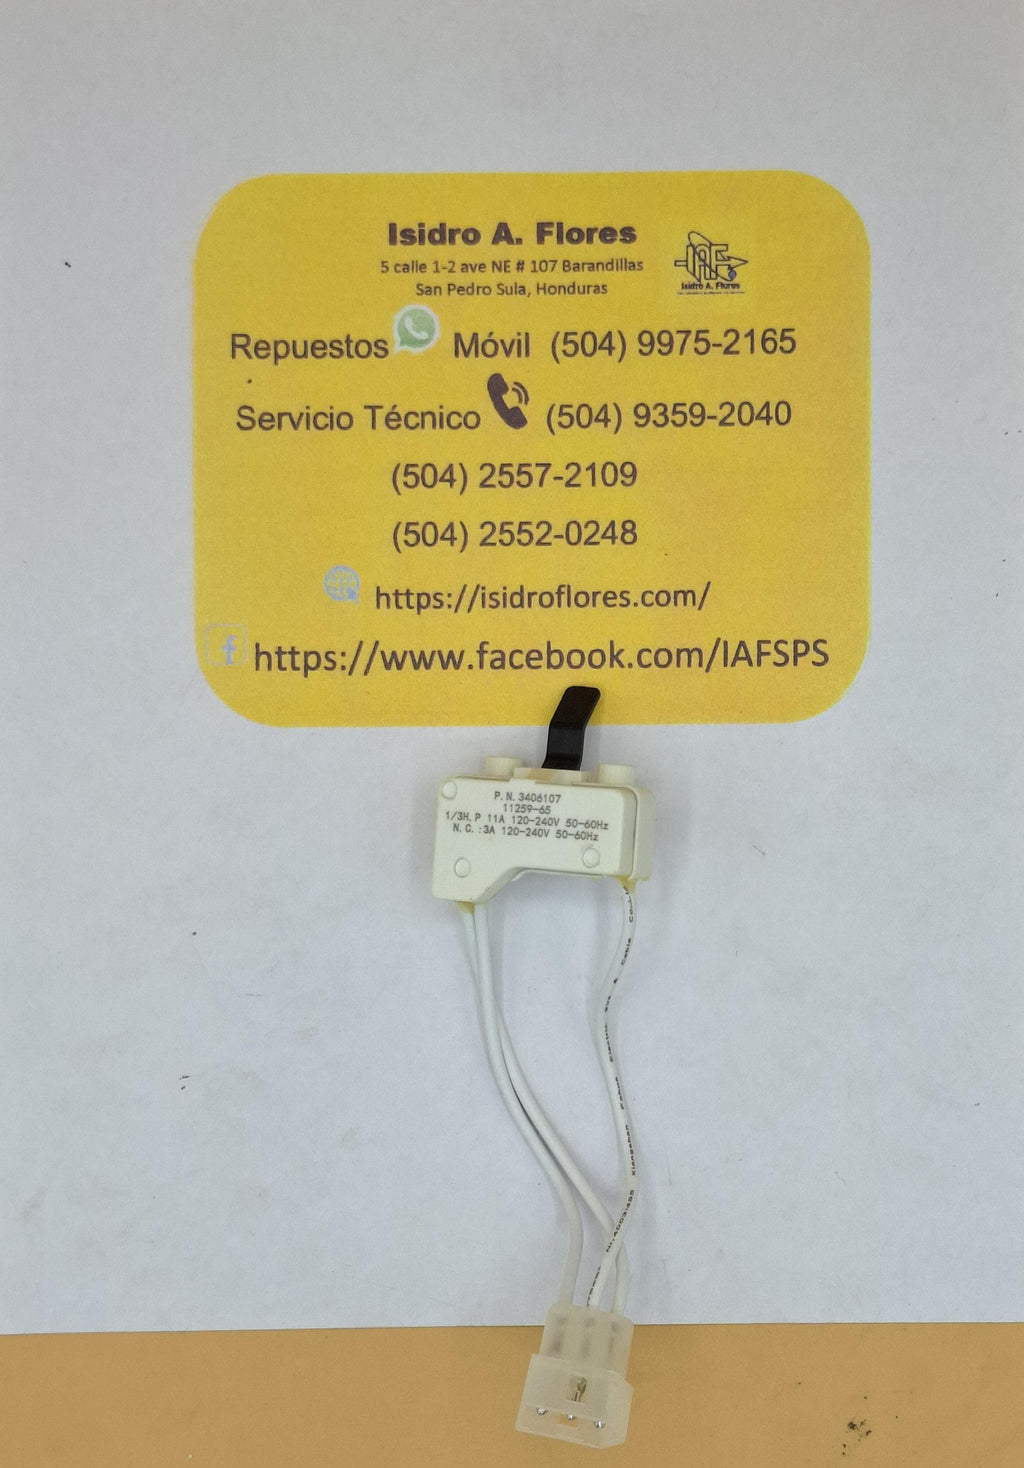 Isidro A. Flores
5 calle 1-2 ave NE # 107 Barandillas
San Pedro Sula, Honduras
Isidro A. Flores
Repuestos Móvil (504) 9975-2165
Servicio Técnico (504) 9359-2040
(504) 2557-2109
(504) 2552-0248
https://isidroflores.com/
f https://www.facebook.com/IAFSPS
P. N. 3406107
11259-65
1/3H. P 11A 120-240V 50-60Hz
N. C. :3A 120-240V 50-60Hz